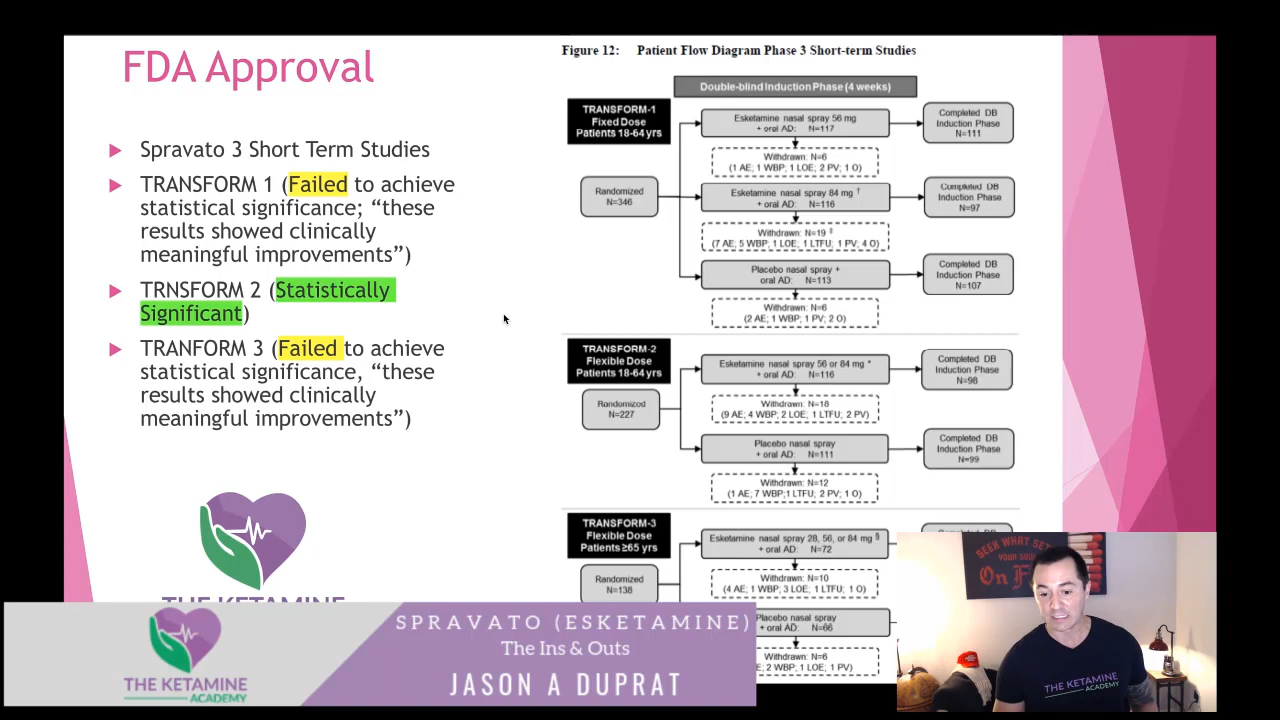 FDA Approval
Spravato 3 Short Term Studies
TRANSFORM 1 (Failed to achieve
statistical significance; “these
results showed clinically
meaningful improvements”)
TRNSFORM 2 (Statistically
Significant)
TRANFORM 3 (Failed to achieve
statistical significance, “these
results showed clinically
meaningful improvements”)
THE KETAMINE
Figure 12: Patient Flow Diagram Phase 3 Short-term Studies
Double-blind Induction Phase (4 weeks)
TRANSFORM-1
Fixed Dose
Patients 18-64 yrs
Randomized
N=346
Esketamine nasal spray 56 mg
+ oral AD: N=117
Completed DB
Induction Phase
N=111
Withdrawn: N=6
(1 AE; 1 WBP; 1 LOE; 2 PV; 1 O)
Esketamine nasal spray 84 mg †
+ oral AD: N=116
Completed DB
Induction Phase
N=97
Withdrawn: N=19 ‡
(7 AE; 5 WBP; 1 LOE; 1 LTFU; 1 PV; 4 O)
Placebo nasal spray +
oral AD: N=113
Completed DB
Induction Phase
N=107
Withdrawn: N=6
(2 AE; 1 WBP; 1 PV; 2 O)
TRANSFORM-2
Flexible Dose
Patients 18-64 yrs
Randomized
N=227
Esketamine nasal spray 56 or 84 mg *
+ oral AD: N=116
Completed DB
Induction Phase
N=98
Withdrawn: N=18
(9 AE; 4 WBP; 2 LOE; 1 LTFU; 2 PV)
Placebo nasal spray
+ oral AD: N=111
Completed DB
Induction Phase
N=99
Withdrawn: N=12
(1 AE; 7 WBP;1 LTFU; 2 PV; 1 O)
TRANSFORM-3
Flexible Dose
Patients ≥65 yrs
Randomized
N=138
Esketamine nasal spray 28, 56, or 84 mg §
+ oral AD: N=72
Withdrawn: N=10
(4 AE; 1 WBP; 3 LOE; 1 LTFU; 1 O)
Placebo nasal spray
+ oral AD: N=66
N=6
2 WBP; 1 LOE; 1 PV)
SEEK WHAT SET
YOUR SOUL
On Fi
THE KETAMINE
ACADEMY
THE KETAMINE
ACADEMY
SPRAVATO (ESKETAMINE)
The Ins & Outs
JASON A DUPRAT